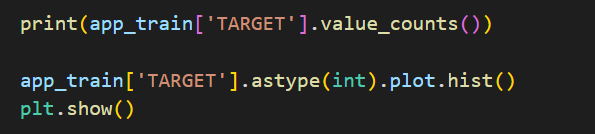 print(app_train['TARGET'].value_counts())
app_train['TARGET'].astype(int).plot.hist()
plt.show()